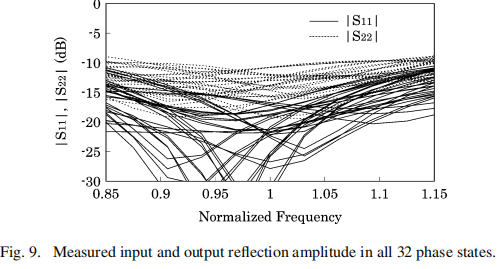 0
-5
-10
-15
-20
-25
-30
|S11|, |S22| (dB)
|S11|
|S22|
0.85 0.9 0.95 1 1.05 1.1 1.15
Normalized Frequency
Fig. 9. Measured input and output reflection amplitude in all 32 phase states.